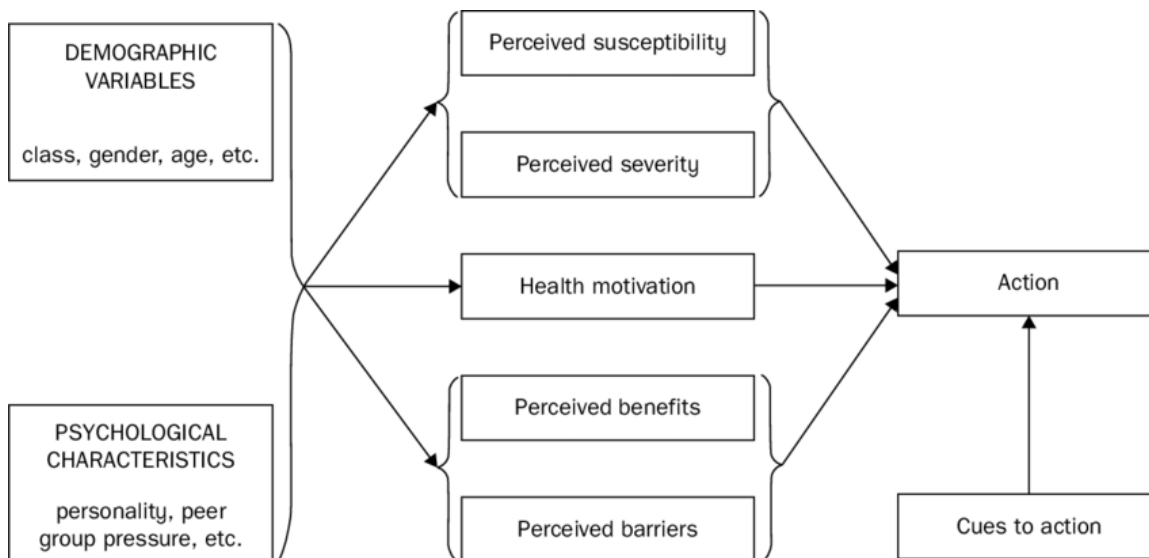 DEMOGRAPHIC
VARIABLES
class, gender, age, etc.
PSYCHOLOGICAL
CHARACTERISTICS
personality, peer
group pressure, etc.
Perceived susceptibility
Perceived severity
Health motivation
Perceived benefits
Perceived barriers
Action
Cues to action